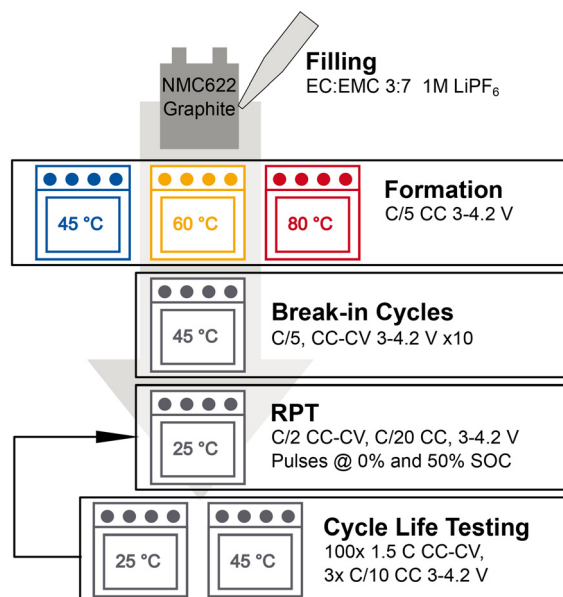 NMC622
Graphite
Filling
EC:EMC 3:7 1M LiPF₆
45 °C
60 °C
80 °C
Formation
C/5 CC 3-4.2 V
45 °C
Break-in Cycles
C/5, CC-CV 3-4.2 V x10
25 °C
RPT
C/2 CC-CV, C/20 CC, 3-4.2 V
Pulses @ 0% and 50% SOC
25 °C
45 °C
Cycle Life Testing
100x 1.5 C CC-CV,
3x C/10 CC 3-4.2 V